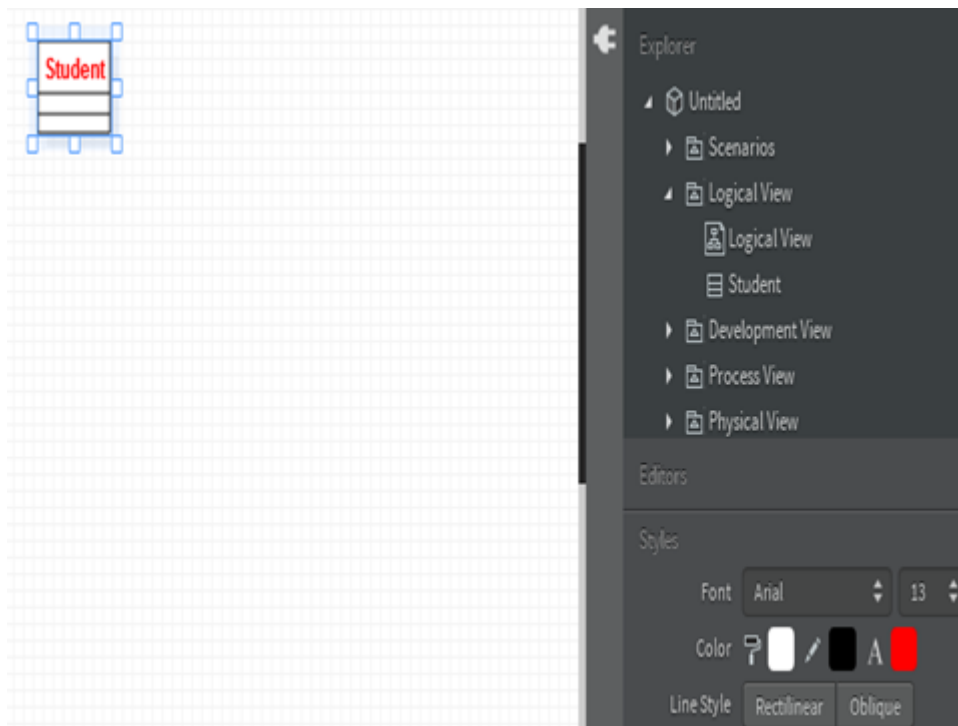 Student
Explorer
Untitled
Scenarios
Logical View
Logical View
Student
Development View
Process View
Physical View
Editors
Styles
Font Arial 13
Color A
Line Style Rectilinear Oblique